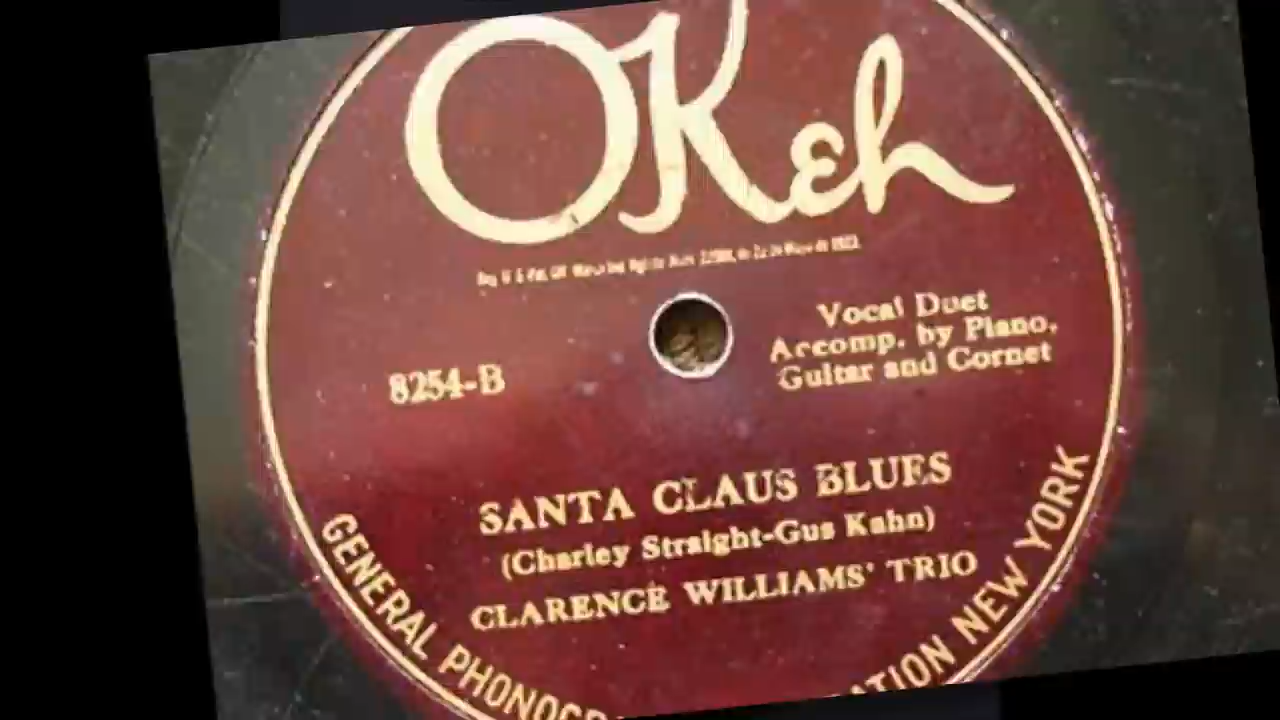 OKeh
8254-B
Vocal Duet
Accomp. by Piano,
Guitar and Cornet
SANTA CLAUS BLUES
(Charley Straight-Gus Kahn)
CLARENCE WILLIAMS' TRIO
GENERAL PHONOGR
ATION NEW YORK